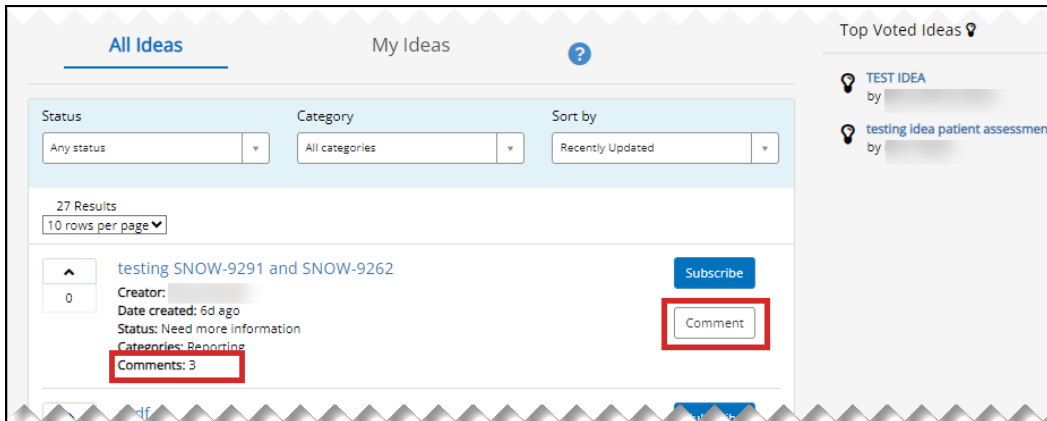 All Ideas
My Ideas
?
Top Voted Ideas
TEST IDEA
by
testing idea patient assessmen
by
Status
Category
Sort by
Any status
All categories
Recently Updated
27 Results
10 rows per page
testing SNOW-9291 and SNOW-9262
Subscribe
0
Creator:
Date created: 6d ago
Status: Need more information
Comment
Categories: Reporting
Comments: 3